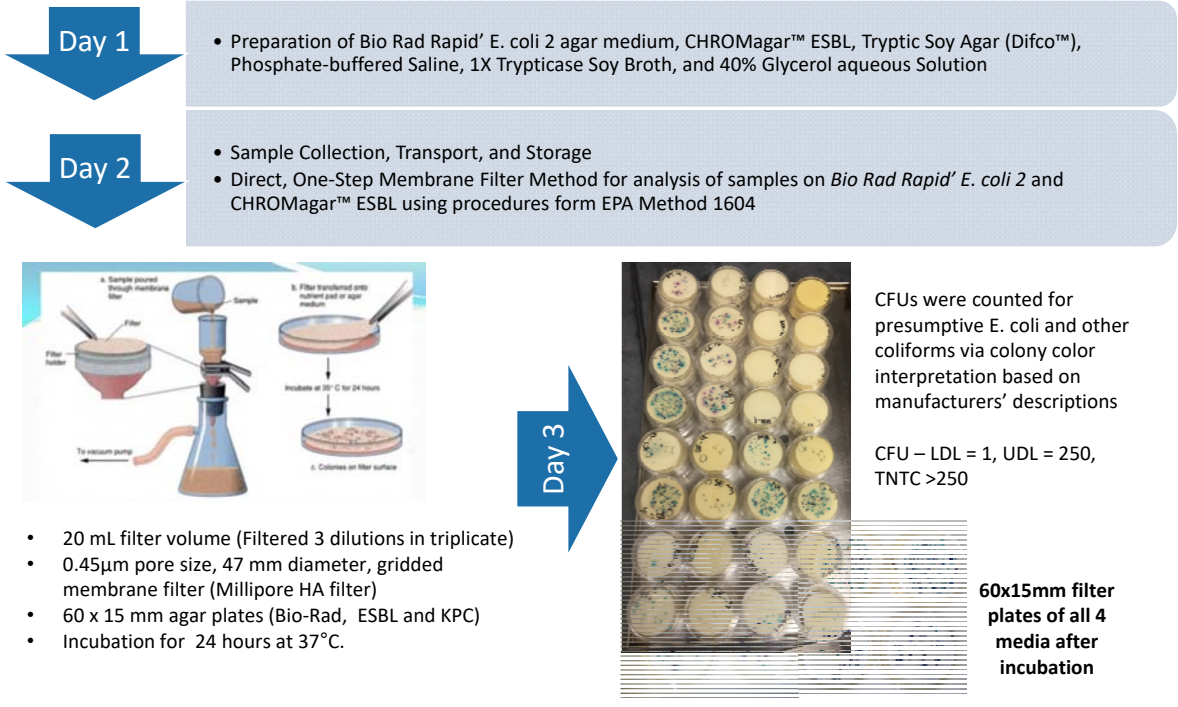 Day 1
• Preparation of Bio Rad Rapid’ E. coli 2 agar medium, CHROMagar™ ESBL, Tryptic Soy Agar (Difco™),
Phosphate-buffered Saline, 1X Trypticase Soy Broth, and 40% Glycerol aqueous Solution
Day 2
• Sample Collection, Transport, and Storage
• Direct, One-Step Membrane Filter Method for analysis of samples on Bio Rad Rapid’ E. coli 2 and
CHROMagar™ ESBL using procedures form EPA Method 1604
a. Sample poured
through membrane
filter
Sample
Filter
Filter
holder
To vacuum pump
b. Filter transferred onto
nutrient pad or agar
medium
Incubate at 35° C for 24 hours
c. Colonies on filter surface
• 20 mL filter volume (Filtered 3 dilutions in triplicate)
• 0.45µm pore size, 47 mm diameter, gridded
membrane filter (Millipore HA filter)
• 60 x 15 mm agar plates (Bio-Rad, ESBL and KPC)
• Incubation for 24 hours at 37°C.
Day 3
CFUs were counted for
presumptive E. coli and other
coliforms via colony color
interpretation based on
manufacturers’ descriptions
CFU – LDL = 1, UDL = 250,
TNTC >250
60x15mm filter
plates of all 4
media after
incubation